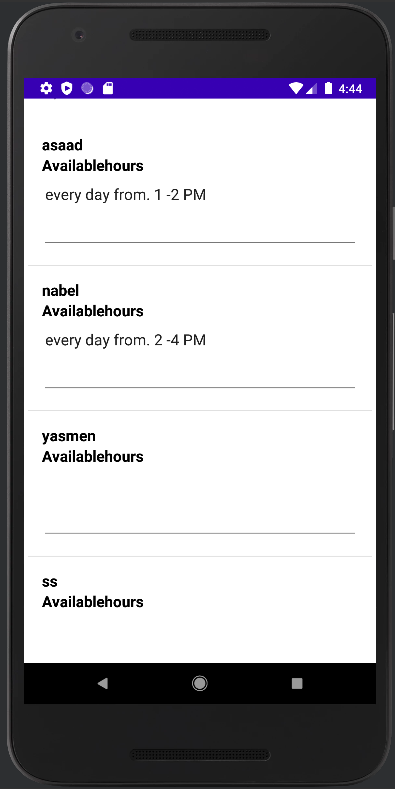 4:44
asaad
Availablehours
every day from. 1 -2 PM
nabel
Availablehours
every day from. 2 -4 PM
yasmen
Availablehours
ss
Availablehours